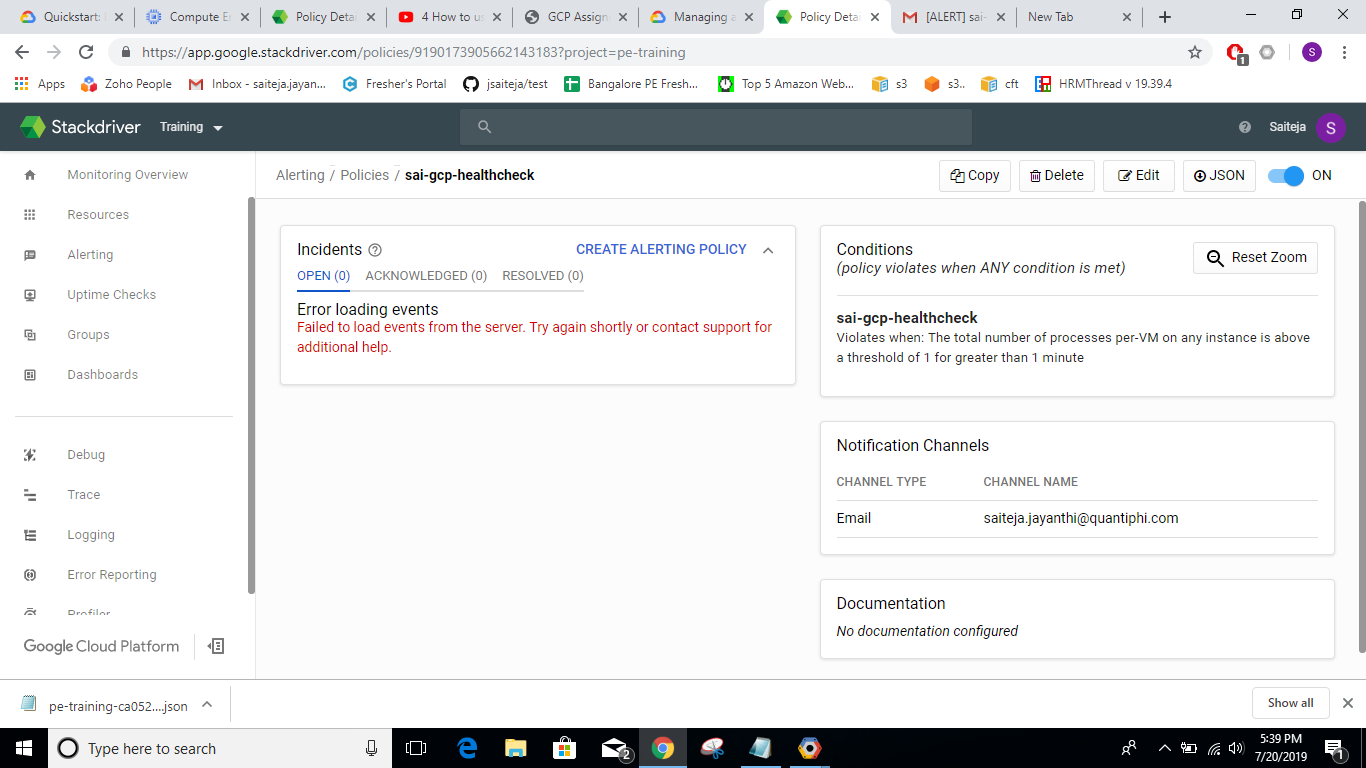 Quickstart:
Compute E
Policy Detai
4 How to us
GCP Assign
Managing a
Policy Detai
[ALERT] sai-
New Tab
https://app.google.stackdriver.com/policies/9190173905662143183?project=pe-training
S
1
Apps
Zoho People
Inbox - saiteja.jayan...
Fresher's Portal
jsaiteja/test
Bangalore PE Fresh...
Top 5 Amazon Web...
s3
s3..
cft
HRMThread v 19.39.4
Stackdriver
Training
Saiteja
S
Monitoring Overview
Resources
Alerting
Uptime Checks
Groups
Dashboards
Debug
Trace
Logging
Error Reporting
Profiler
Google Cloud Platform
Alerting / Policies / sai-gcp-healthcheck
Copy
Delete
Edit
JSON
ON
Incidents
CREATE ALERTING POLICY
OPEN (0) ACKNOWLEDGED (0) RESOLVED (0)
Error loading events
Failed to load events from the server. Try again shortly or contact support for
additional help.
Conditions
(policy violates when ANY condition is met)
Reset Zoom
sai-gcp-healthcheck
Violates when: The total number of processes per-VM on any instance is above
a threshold of 1 for greater than 1 minute
Notification Channels
CHANNEL TYPE CHANNEL NAME
Email saiteja.jayanthi@quantiphi.com
Documentation
No documentation configured
pe-training-ca052....json
Show all
Type here to search
2
5:39 PM
7/20/2019
1